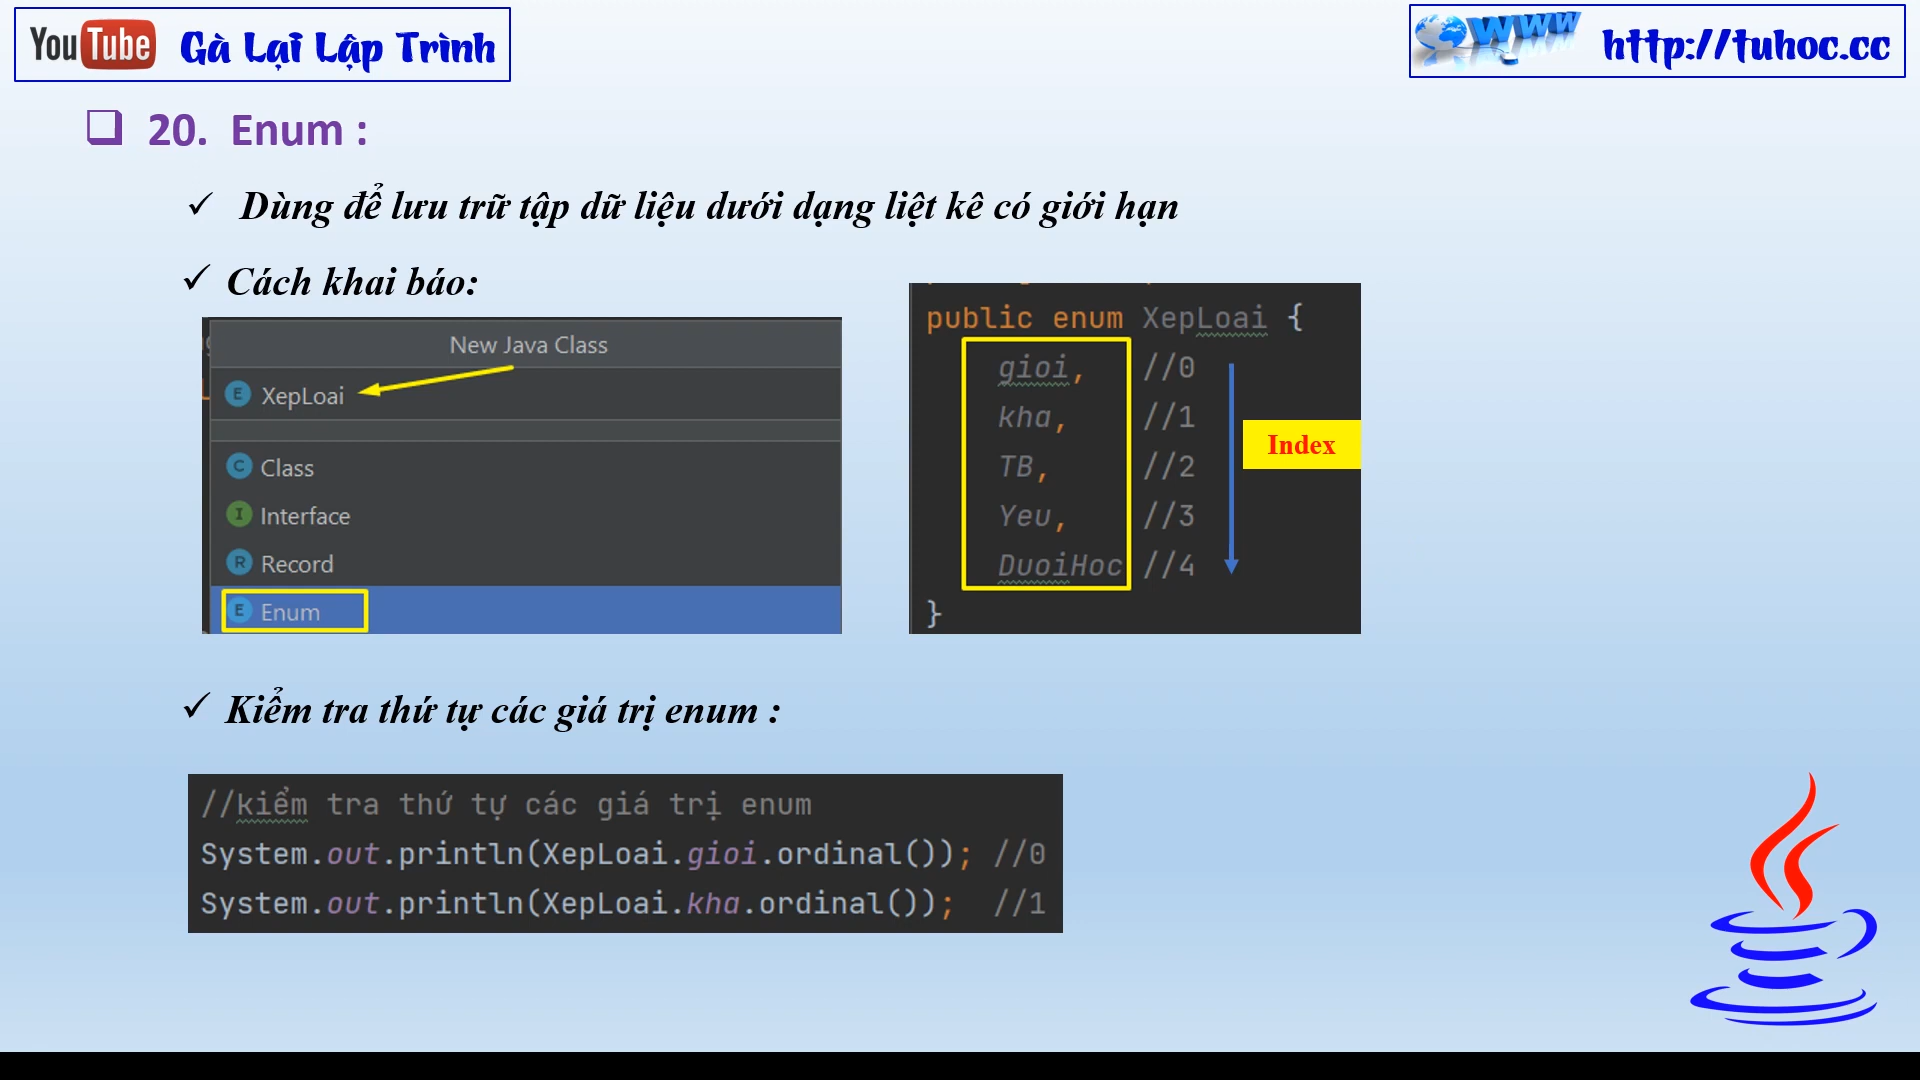 YouTube Gà Lại Lập Trình
WWW http://tuhoc.cc
20. Enum :
Dùng để lưu trữ tập dữ liệu dưới dạng liệt kê có giới hạn
Cách khai báo:
New Java Class
E XepLoai
C Class
I Interface
R Record
E Enum
public enum XepLoai {
gioi, //0
kha, //1
TB, //2
Yeu, //3
DuoiHoc //4
}
Index
Kiểm tra thứ tự các giá trị enum :
//kiểm tra thứ tự các giá trị enum
System.out.println(XepLoai.gioi.ordinal()); //0
System.out.println(XepLoai.kha.ordinal()); //1